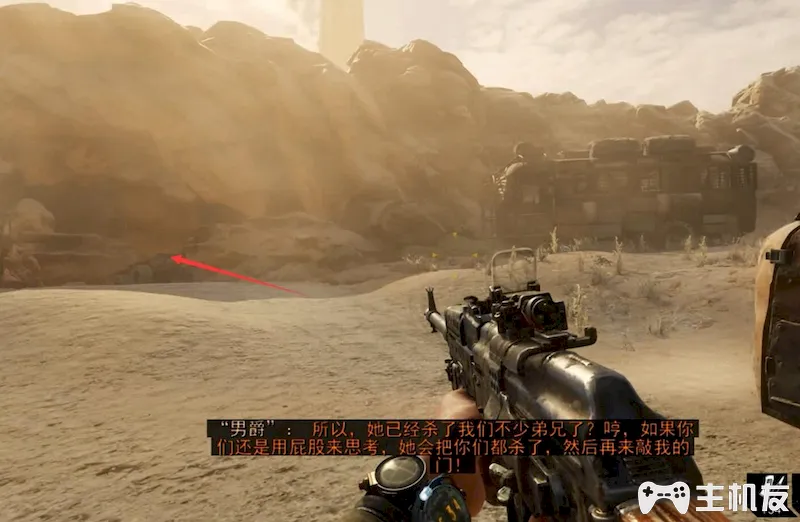 “男爵”： 所以，她已经杀了我们不少弟兄了？哼，如果你
们还是用屁股来思考，她会把你们都杀了，然后再来敲我的
门！
主机友